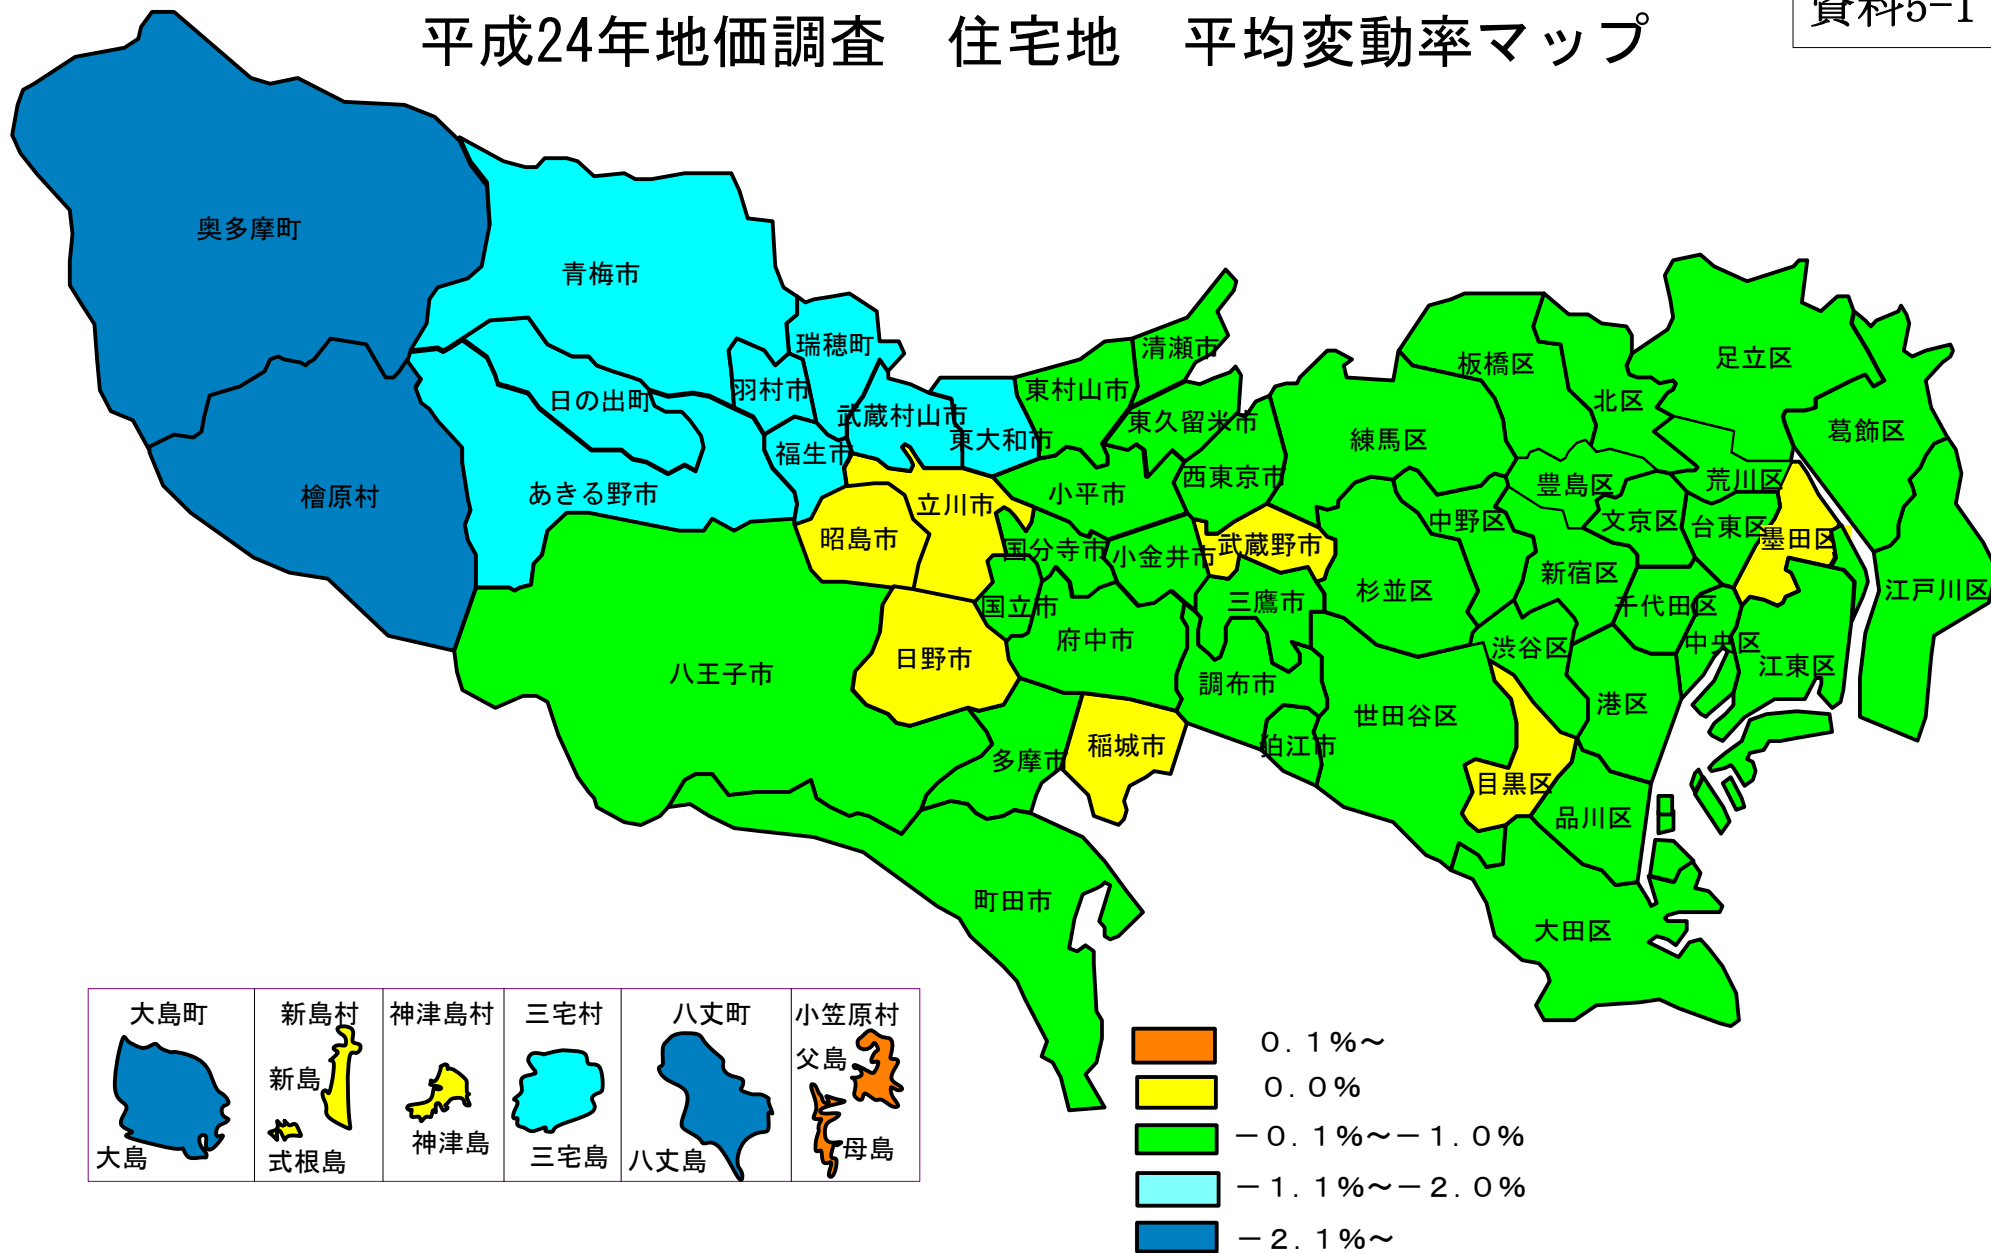 平成24年地価調査　住宅地　平均変動率マップ
資料5-1
奥多摩町
青梅市
瑞穂町
清瀬市
板橋区
足立区
羽村市
日の出町
武蔵村山市
東大和市
東村山市
東久留米市
練馬区
北区
葛飾区
福生市
檜原村
あきる野市
立川市
小平市
西東京市
豊島区
荒川区
昭島市
国分寺市
小金井市
武蔵野市
中野区
文京区
台東区
墨田区
国立市
三鷹市
杉並区
新宿区
千代田区
江戸川区
八王子市
日野市
府中市
調布市
渋谷区
中央区
江東区
世田谷区
港区
多摩市
稲城市
狛江市
目黒区
品川区
町田市
大田区
大島町
新島村
神津島村
三宅村
八丈町
小笠原村
父島
新島
大島
式根島
神津島
三宅島
八丈島
母島
０．１％～
０．０％
－０．１％～－１．０％
－１．１％～－２．０％
－２．１％～